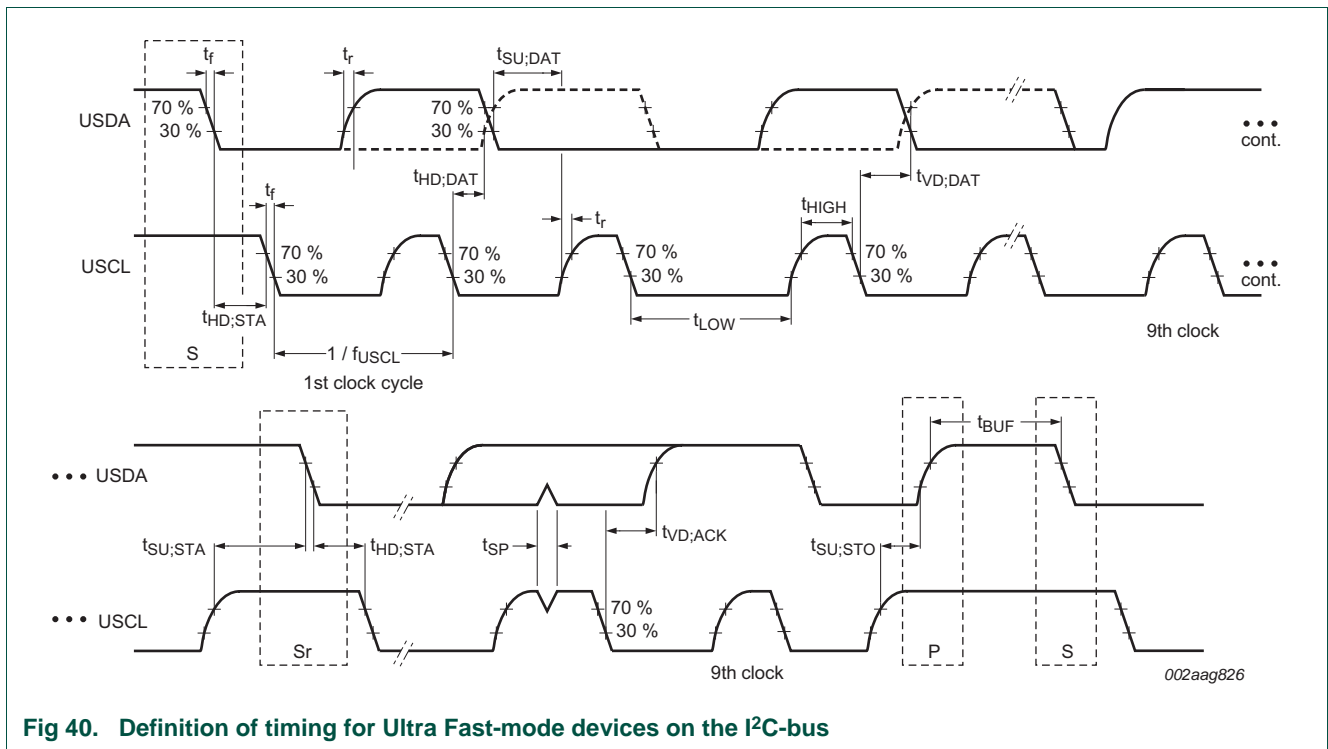 tf
tr
tSU;DAT
70 %
30 %
70 %
30 %
USDA
cont.
tHD;DAT
tVD;DAT
tf
tr
tHIGH
USCL
70 %
30 %
70 %
30 %
70 %
30 %
70 %
30 %
cont.
tHD;STA
tLOW
9th clock
S
1 / fUSCL
1st clock cycle
tBUF
••• USDA
tSU;STA
tHD;STA
tSP
tVD;ACK
tSU;STO
••• USCL
70 %
30 %
Sr
9th clock
P
S
002aag826
Fig 40. Definition of timing for Ultra Fast-mode devices on the I2C-bus